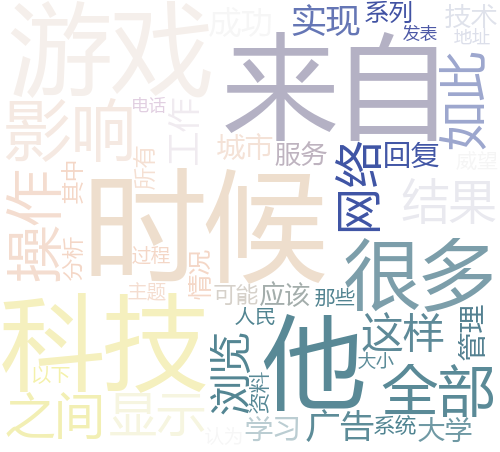 游戏
成功
实现
系列
发表
技术
地址
来自
如此
影响
电话
工作
城市
服务
网络
回复
威望
结果
操作
其中
所有
时候
分析
过程
情况
主题
可能
应该
那些
很多
科技
人民
他
这样
管理
浏览
大小
全部
以下
之间
显示
资料
认为
学习
广告
系统
大学